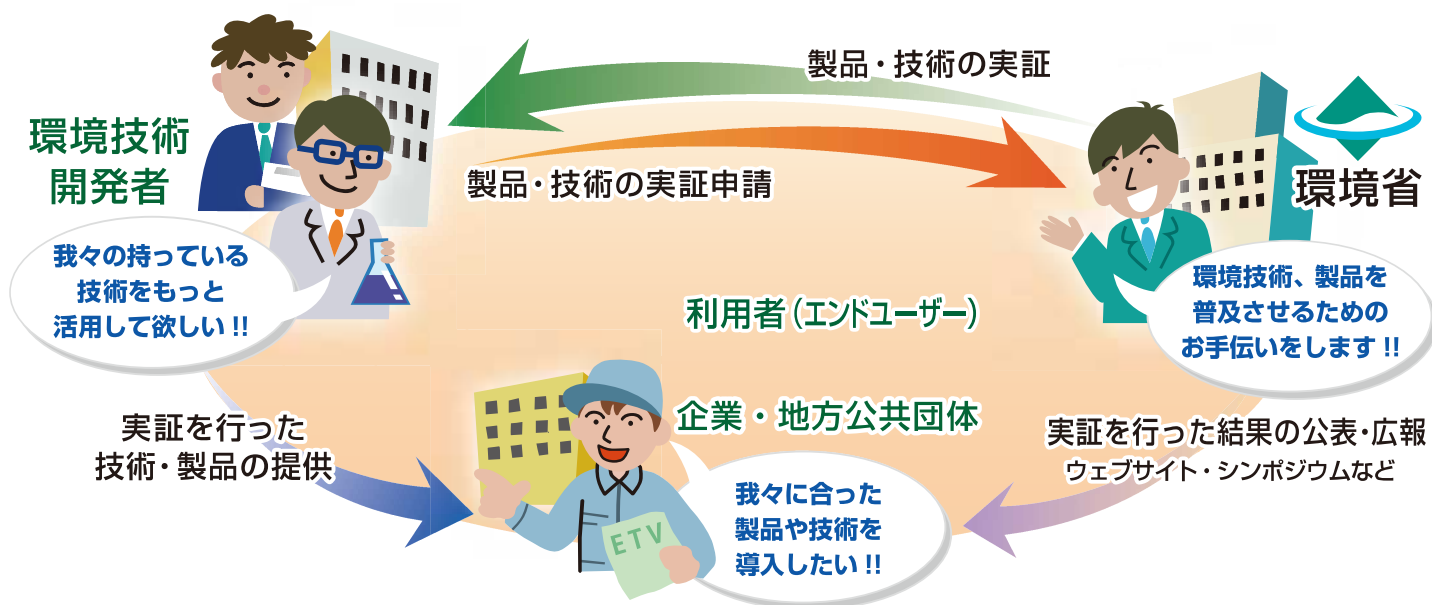 製品・技術の実証
環境技術
開発者
製品・技術の実証申請
環境省
我々の持っている
技術をもっと
活用して欲しい!!
環境技術、製品を
普及させるための
お手伝いをします!!
利用者(エンドユーザー)
企業・地方公共団体
実証を行った
技術・製品の提供
実証を行った結果の公表・広報
ウェブサイト・シンポジウムなど
我々に合った
製品や技術を
導入したい!!
ETV